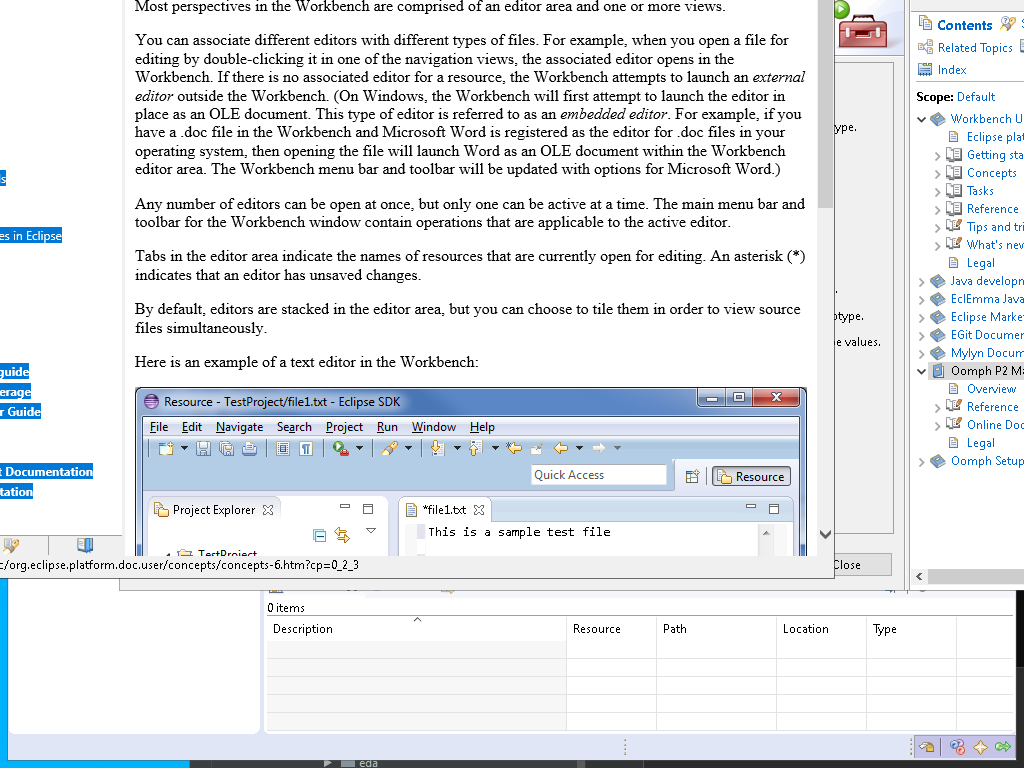 Most perspectives in the Workbench are comprised of an editor area and one or more views.
You can associate different editors with different types of files. For example, when you open a file for
editing by double-clicking it in one of the navigation views, the associated editor opens in the
Workbench. If there is no associated editor for a resource, the Workbench attempts to launch an external
editor outside the Workbench. (On Windows, the Workbench will first attempt to launch the editor in
place as an OLE document. This type of editor is referred to as an embedded editor. For example, if you
have a .doc file in the Workbench and Microsoft Word is registered as the editor for .doc files in your
operating system, then opening the file will launch Word as an OLE document within the Workbench
editor area. The Workbench menu bar and toolbar will be updated with options for Microsoft Word.)
Any number of editors can be open at once, but only one can be active at a time. The main menu bar and
toolbar for the Workbench window contain operations that are applicable to the active editor.
Tabs in the editor area indicate the names of resources that are currently open for editing. An asterisk (*)
indicates that an editor has unsaved changes.
By default, editors are stacked in the editor area, but you can choose to tile them in order to view source
files simultaneously.
Here is an example of a text editor in the Workbench:
Resource - TestProject/file1.txt - Eclipse SDK
File Edit Navigate Search Project Run Window Help
Quick Access
Resource
Project Explorer
*file1.txt
This is a sample test file
TestProject
s
es in Eclipse
guide
erage
r Guide
t Documentation
tation
c/org.eclipse.platform.doc.user/concepts/concepts-6.htm?cp=0_2_3
ype.
otype.
e values.
Close
Contents
Related Topics
Index
Scope: Default
Workbench U
Eclipse plat
Getting sta
Concepts
Tasks
Reference
Tips and tri
What's new
Legal
Java developm
EclEmma Java
Eclipse Marke
EGit Documen
Mylyn Docum
Oomph P2 Ma
Overview
Reference
Online Doc
Legal
Oomph Setup
0 items
Description Resource Path Location Type
eda